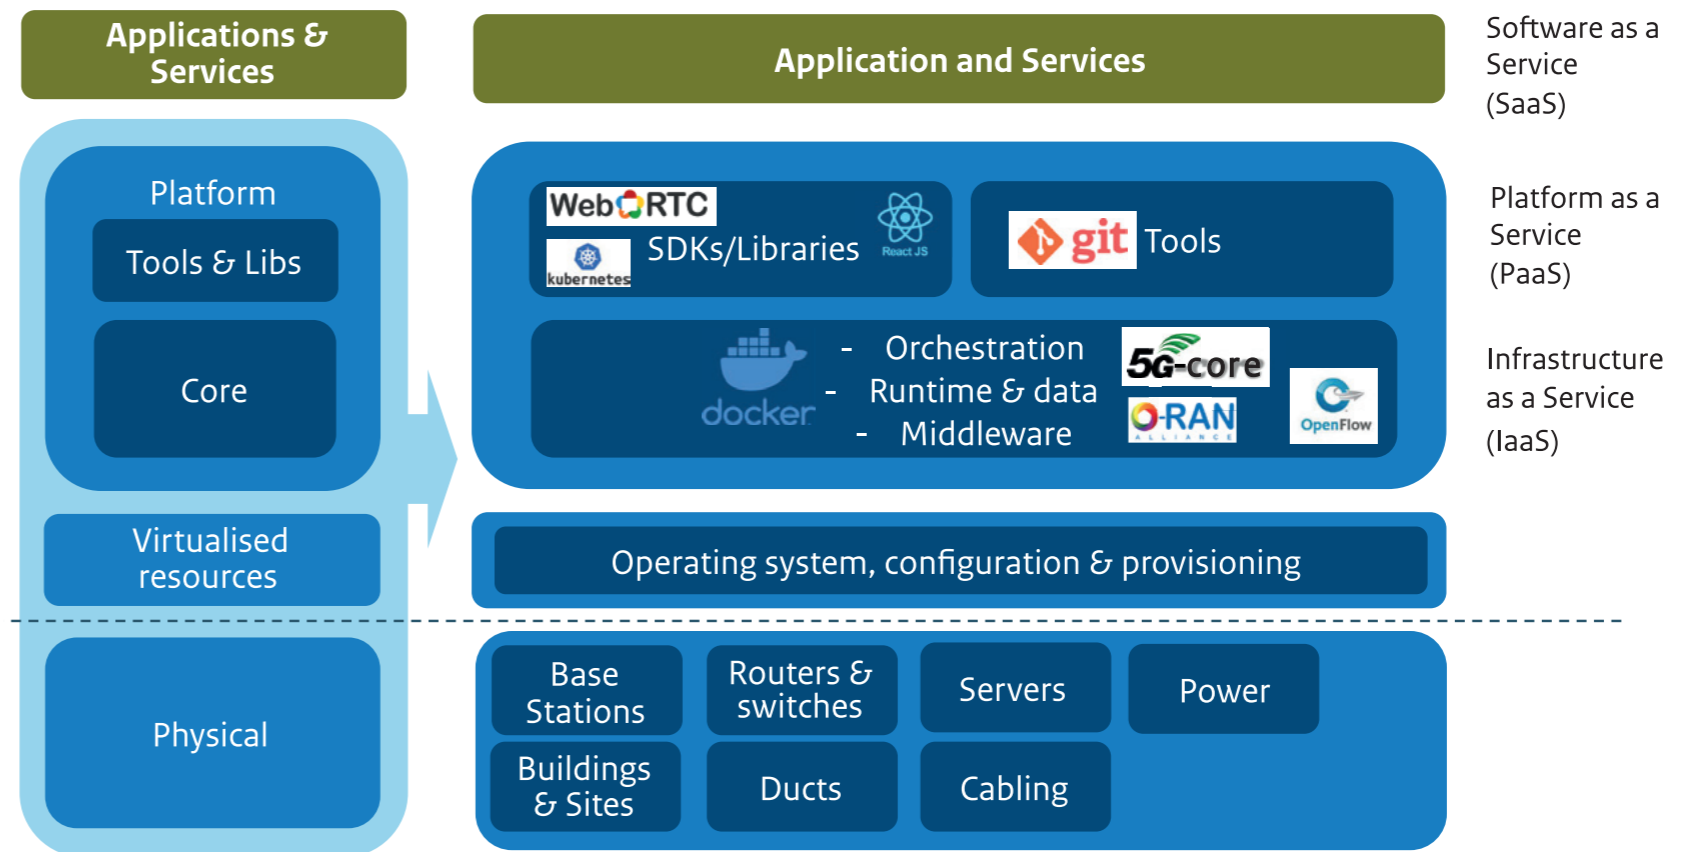 Applications &
Services
Application and Services
Software as a
Service
(SaaS)
Platform
Tools & Libs
Core
WebRTC
kubernetes
SDKs/Libraries
React JS
git
Tools
Platform as a
Service
(PaaS)
docker
- Orchestration
- Runtime & data
- Middleware
5G-core
O-RAN
ALLIANCE
OpenFlow
Infrastructure
as a Service
(IaaS)
Virtualised
resources
Operating system, configuration & provisioning
Physical
Base
Stations
Routers &
switches
Servers
Power
Buildings
& Sites
Ducts
Cabling